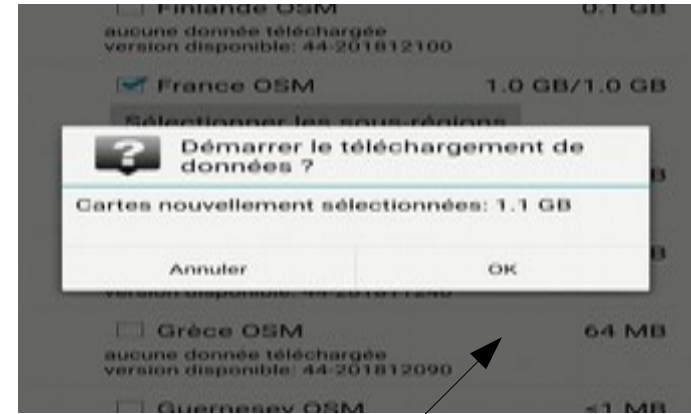 Finlande OSM 0.1 GB
aucune donnée téléchargée
version disponible: 44-201812100
France OSM 1.0 GB/1.0 GB
Sélectionner les sous-régions
Démarrer le téléchargement de
données ?
B
Cartes nouvellement sélectionnées: 1.1 GB
B
Annuler OK
version disponible: 44-201811240
Grèce OSM 64 MB
aucune donnée téléchargée
version disponible: 44-201812090
Guernesey OSM <1 MB